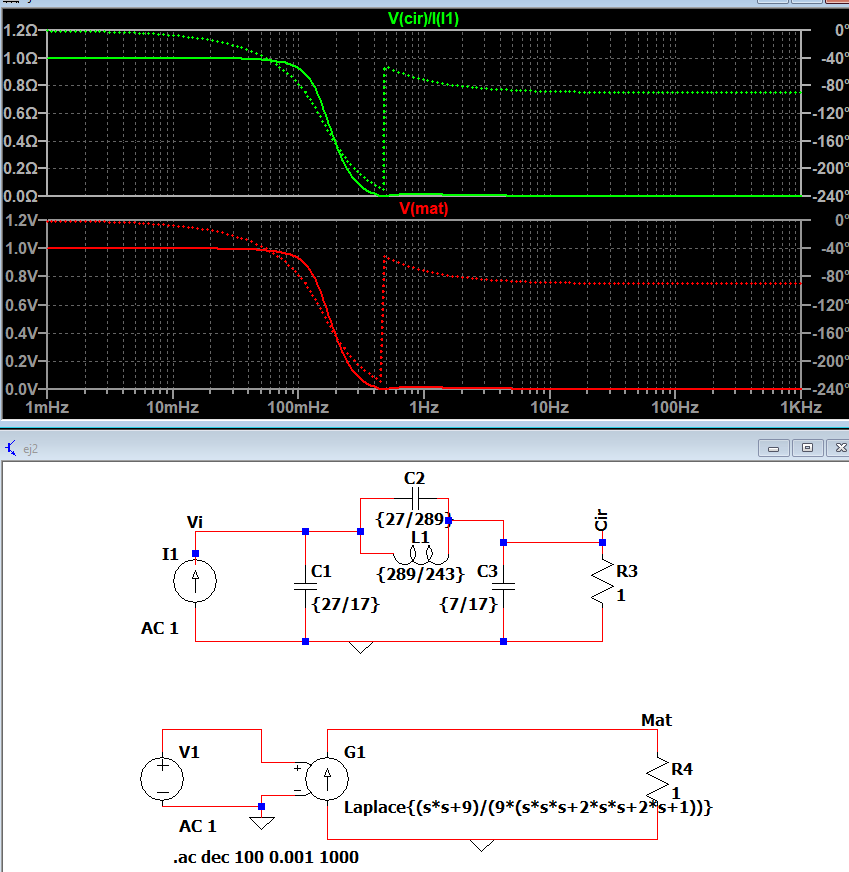 V(cir)/I(I1)
1.2Ω 0°
1.0Ω -40°
0.8Ω -80°
0.6Ω -120°
0.4Ω -160°
0.2Ω -200°
0.0Ω -240°
V(mat)
1.2V 0°
1.0V -40°
0.8V -80°
0.6V -120°
0.4V -160°
0.2V -200°
0.0V -240°
1mHz 10mHz 100mHz 1Hz 10Hz 100Hz 1KHz
ej2
C2
{27/289}
Vi
Cir
L1
I1
C1
{289/243}
C3
R3
1
{27/17}
{7/17}
AC 1
Mat
V1
G1
R4
1
Laplace{(s*s+9)/(9*(s*s*s+2*s*s+2*s+1))}
AC 1
.ac dec 100 0.001 1000